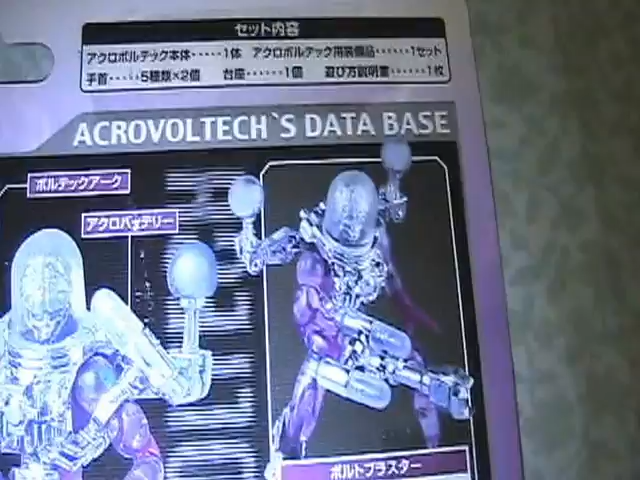 セット内容
アクロボルテック本体‥‥‥1体 アクロボルテック用装備品‥‥‥1セット
手首‥‥‥5種類×2個 台座‥‥‥1個 遊び方説明書‥‥‥1枚
ACROVOLTECH`S DATA BASE
ボルテックアーク
アクロバッテリー
ボルトブラスター